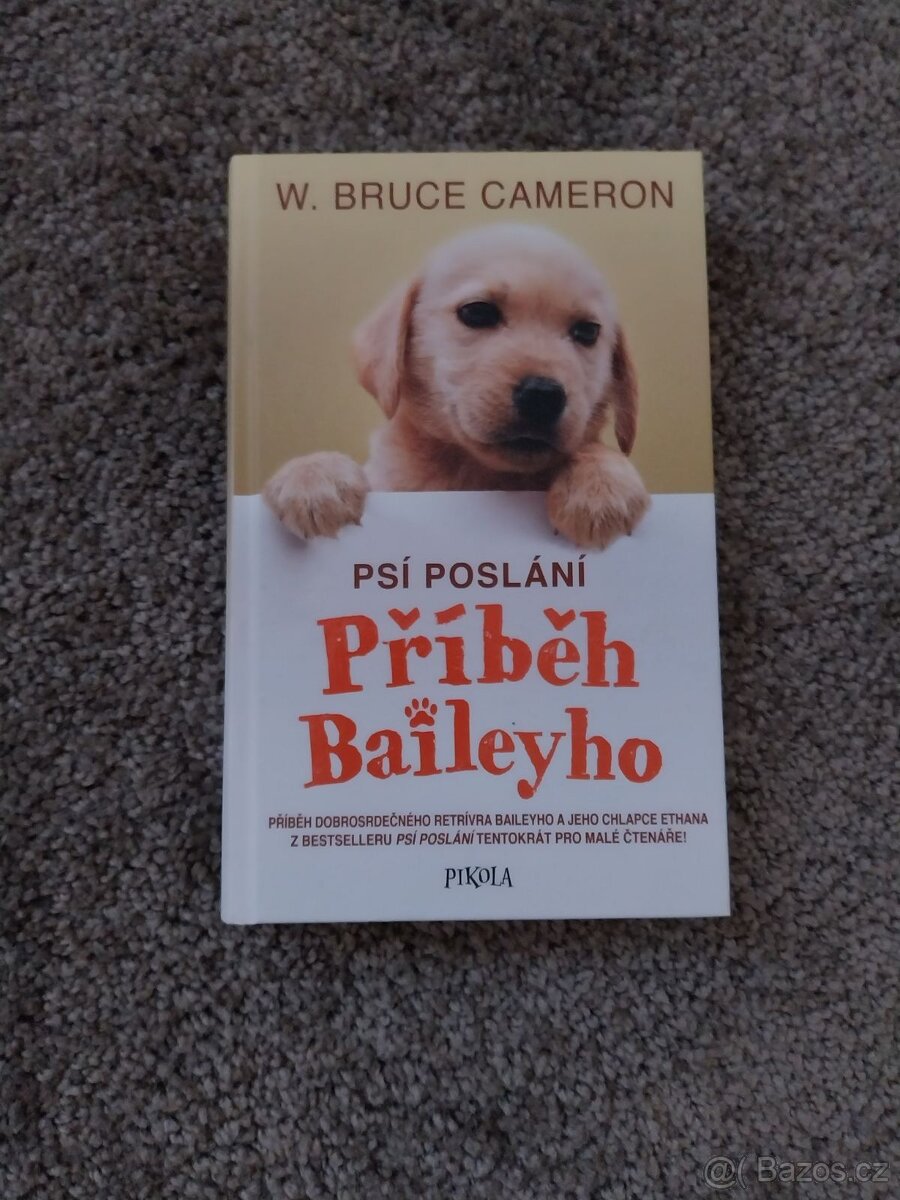 W. BRUCE CAMERON
PSÍ POSLÁNÍ
Příběh
Baileyho
PŘÍBĚH DOBROSRDEČNÉHO RETRÍVRA BAILEYHO A JEHO CHLAPCE ETHANA
Z BESTSELLERU PSÍ POSLÁNÍ TENTOKRÁT PRO MALÉ ČTENÁŘE!
PIKOLA
@( Bazos.cz